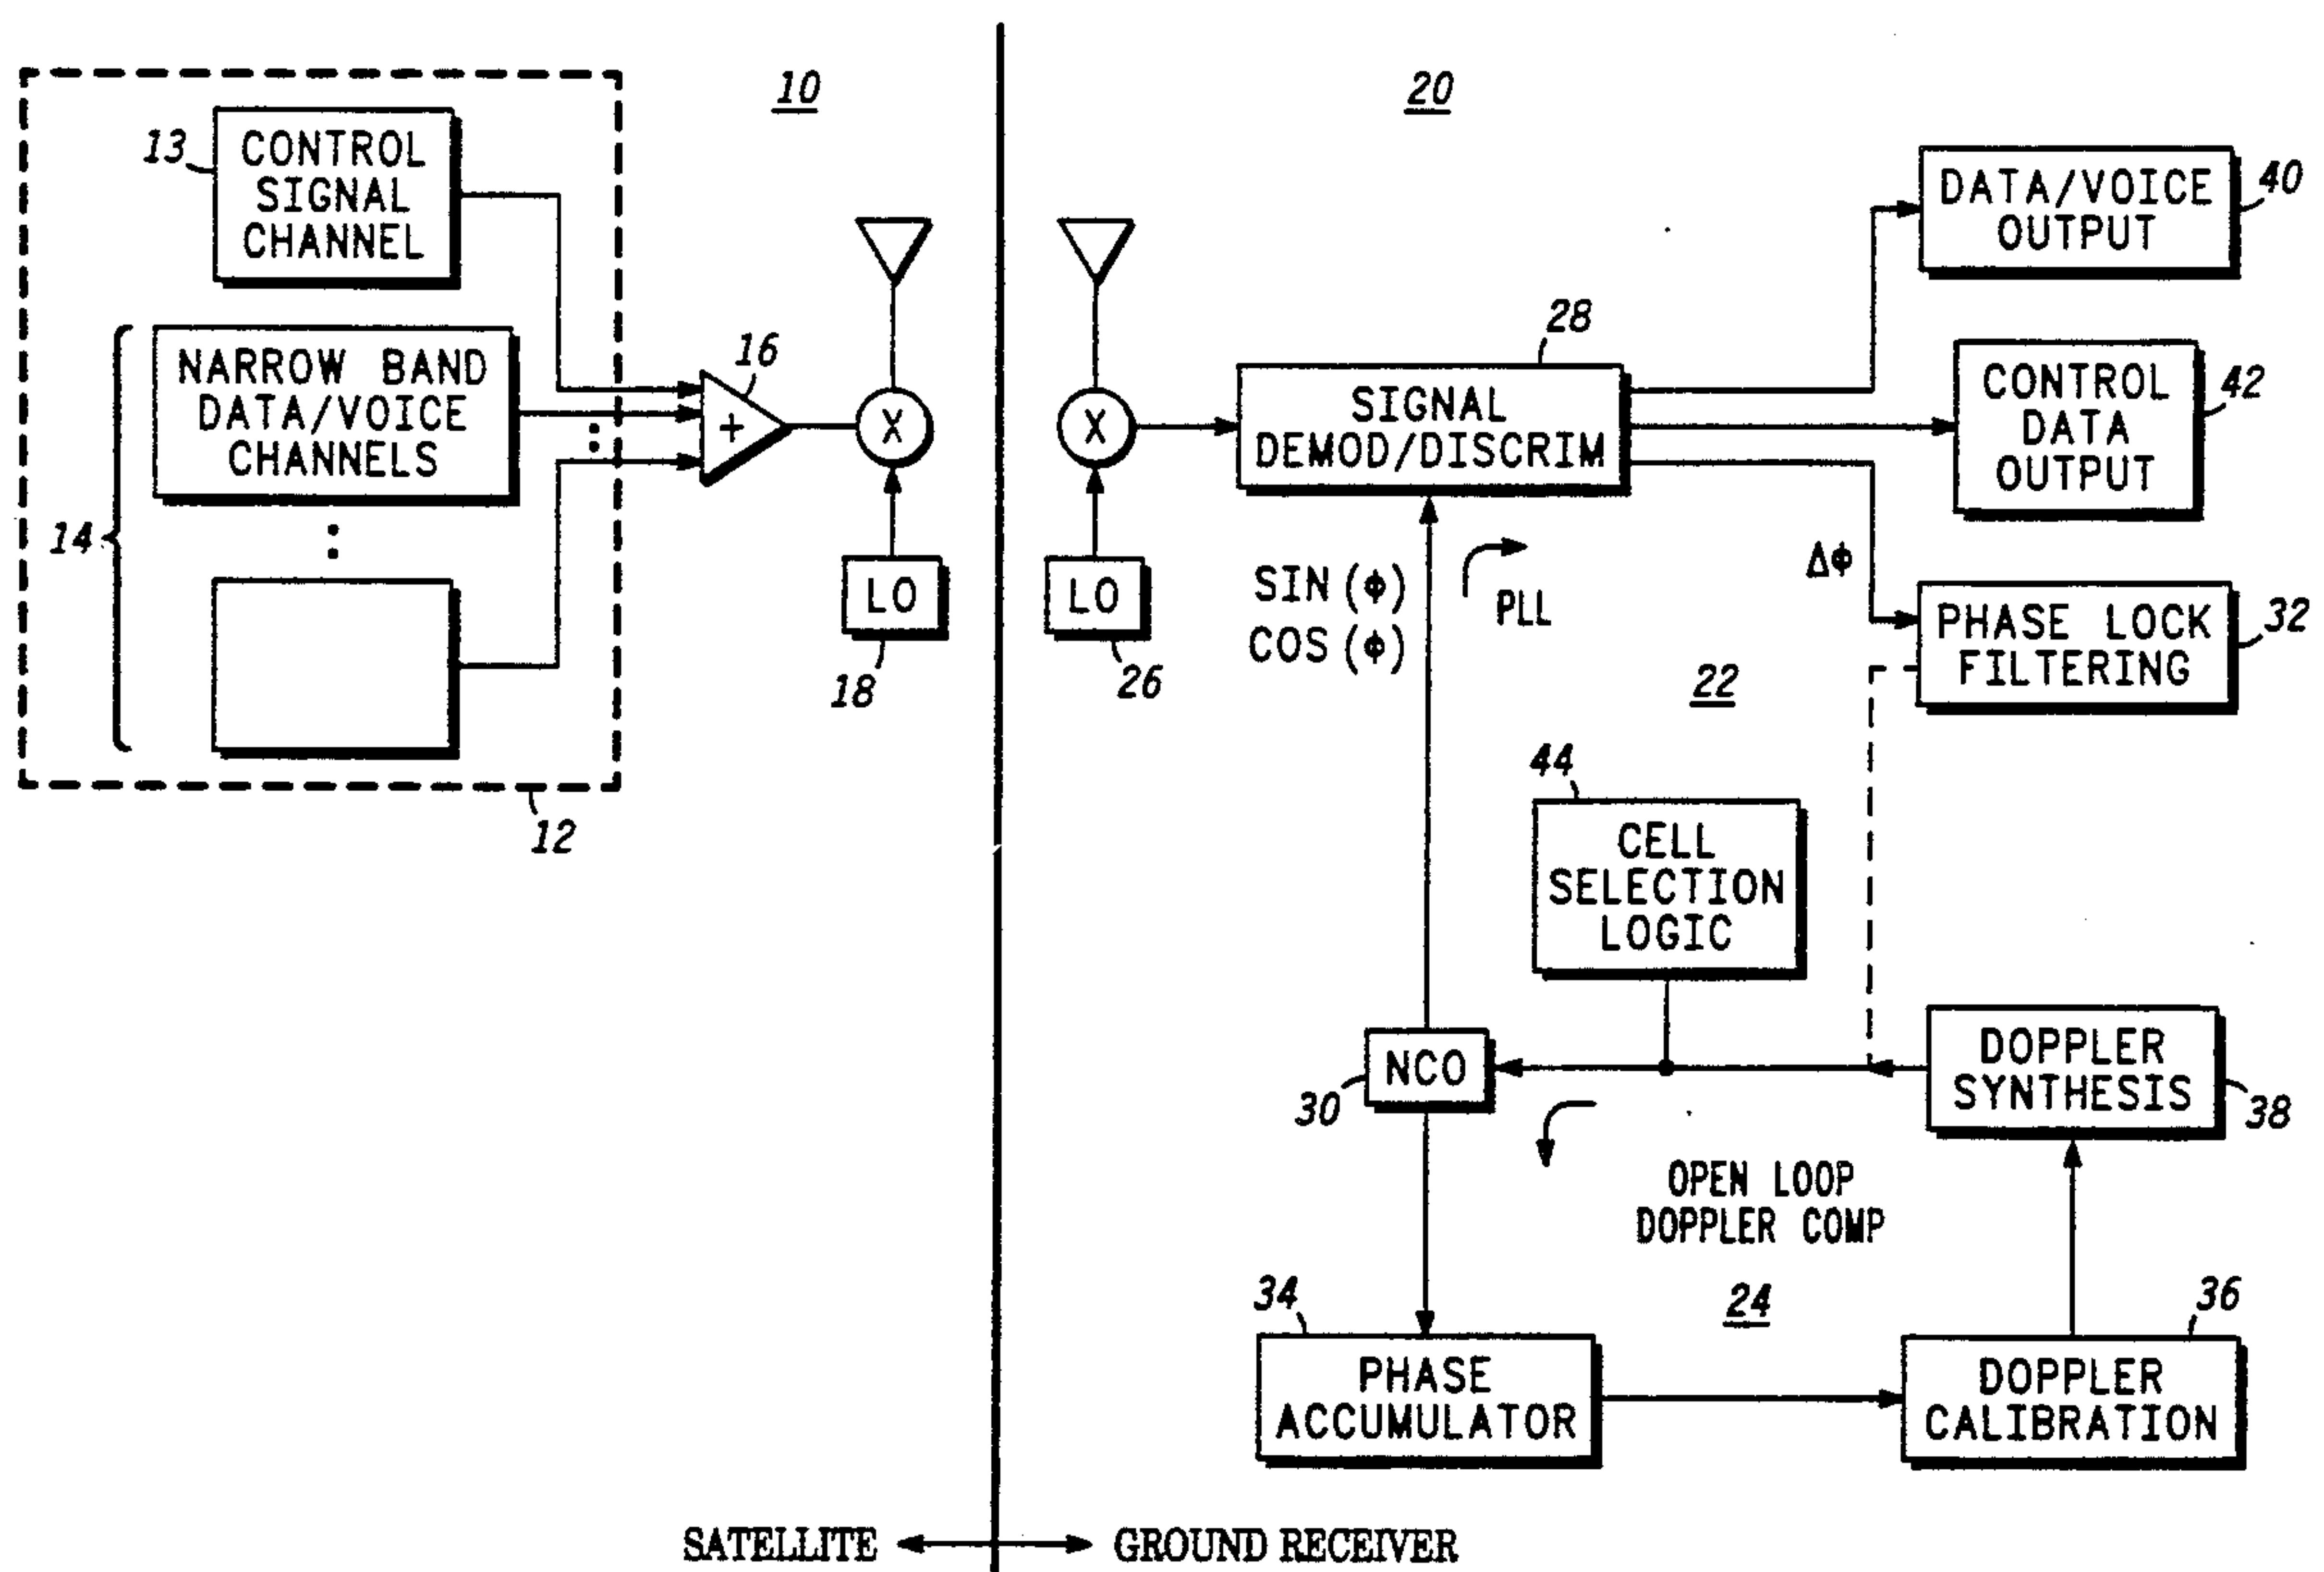 10
20
13
CONTROL
SIGNAL
CHANNEL
14
NARROW BAND
DATA/VOICE
CHANNELS
12
16
+
X
LO
18
X
LO
26
28
SIGNAL
DEMOD/DISCRIM
DATA/VOICE
OUTPUT
40
CONTROL
DATA
OUTPUT
42
Δϕ
PHASE LOCK
FILTERING
32
SIN (ϕ)
COS (ϕ)
PLL
22
44
CELL
SELECTION
LOGIC
NCO
30
DOPPLER
SYNTHESIS
38
OPEN LOOP
DOPPLER COMP
24
34
PHASE
ACCUMULATOR
36
DOPPLER
CALIBRATION
SATELLITE
GROUND RECEIVER